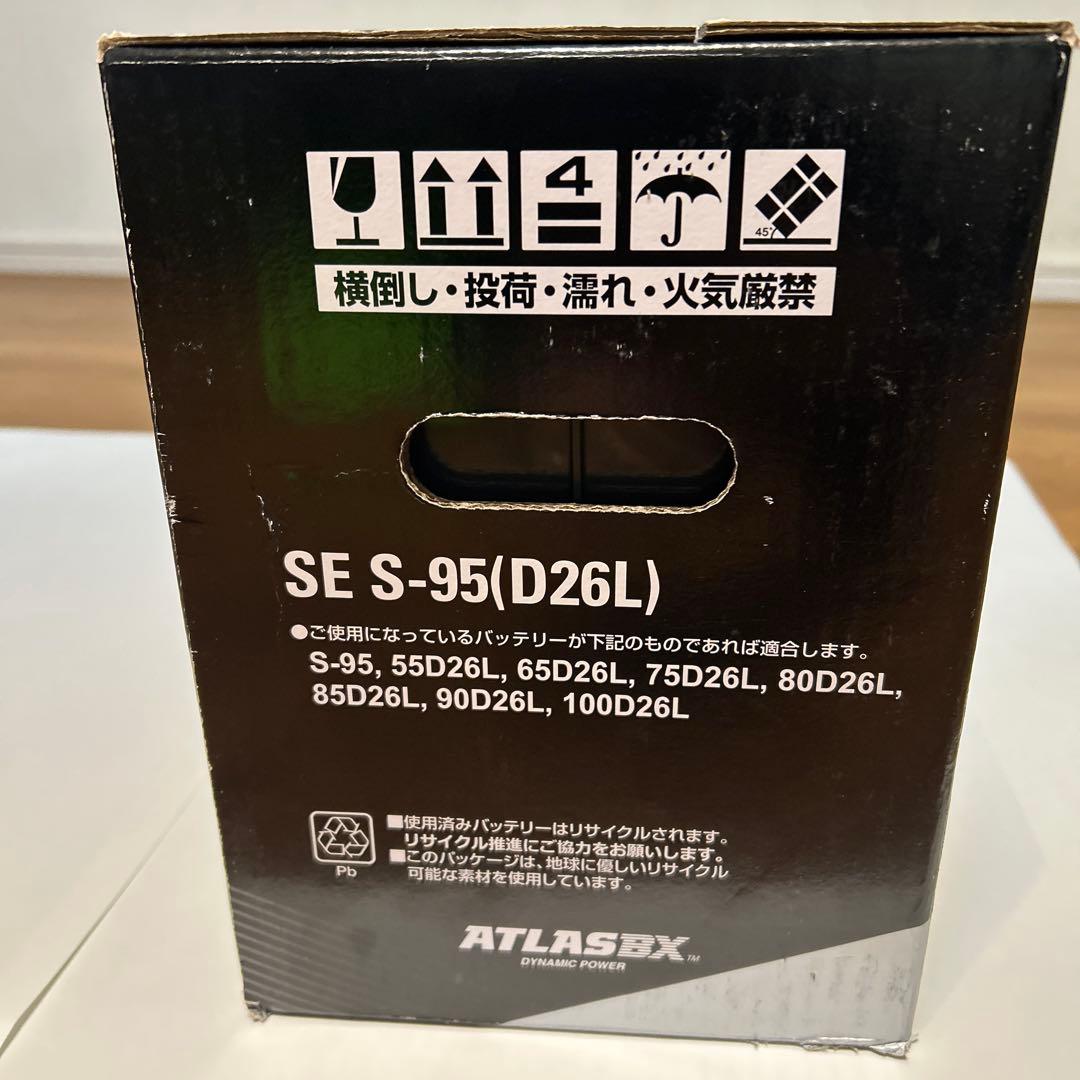 4
45°
横倒し・投荷・濡れ・火気厳禁
SE S-95(D26L)
●ご使用になっているバッテリーが下記のものであれば適合します。
S-95, 55D26L, 65D26L, 75D26L, 80D26L,
85D26L, 90D26L, 100D26L
■使用済みバッテリーはリサイクルされます。
リサイクル推進にご協力をお願いします。
■このパッケージは、地球に優しいリサイクル
可能な素材を使用しています。
Pb
ATLASBX™
DYNAMIC POWER